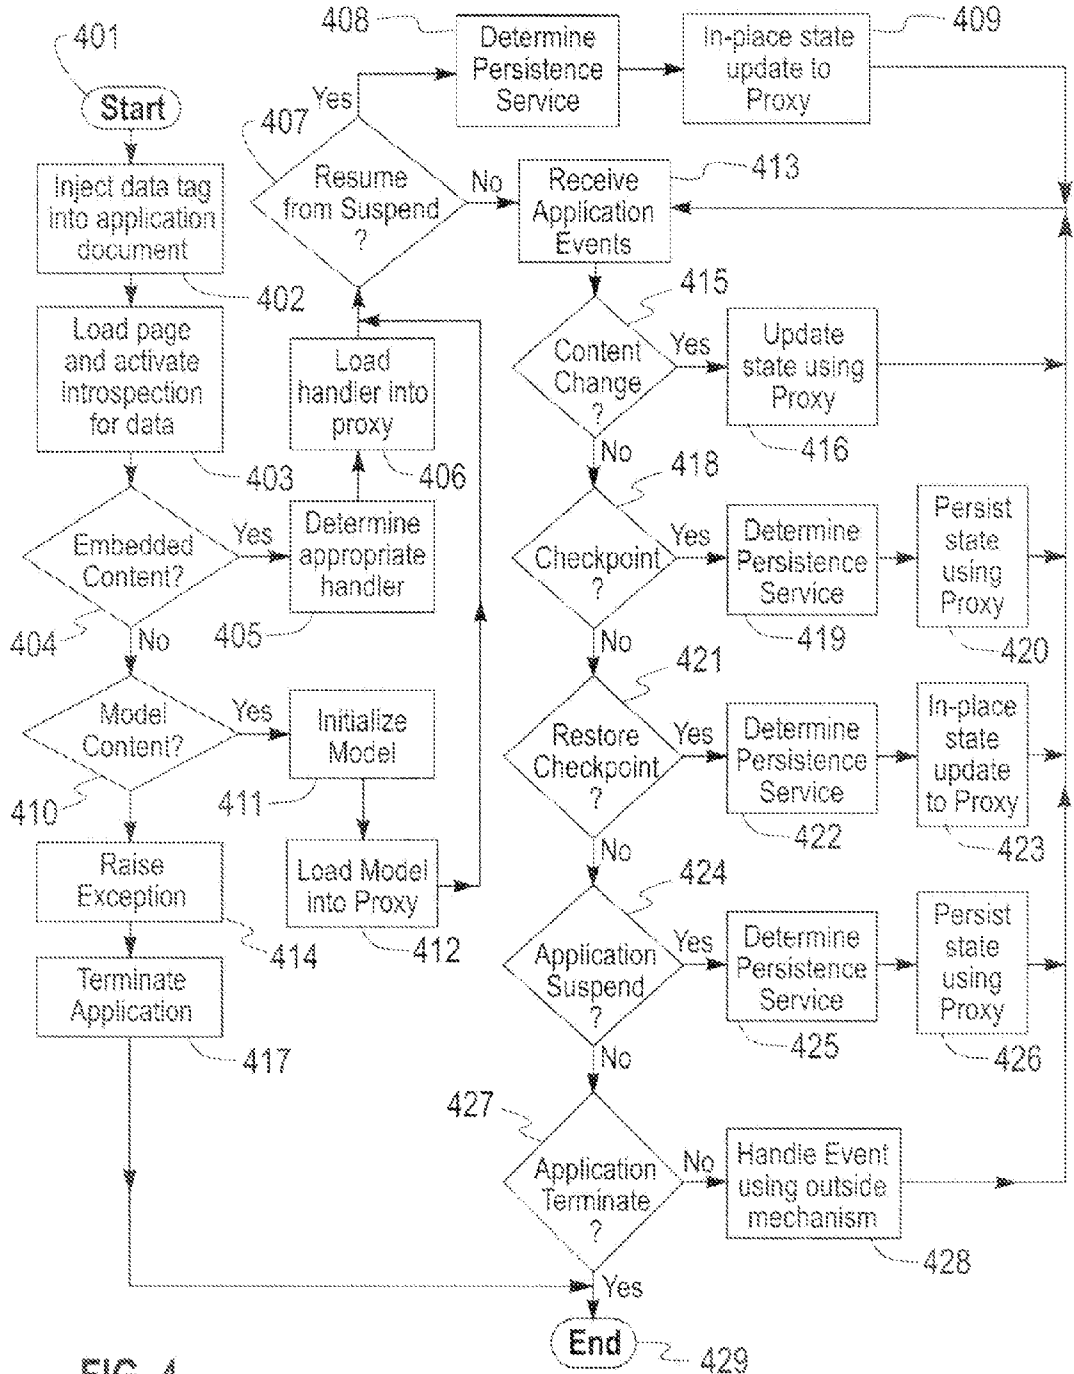 401
Start
Inject data tag
into application
document
402
Load page
and activate
introspection
for data
403
Embedded
Content?
404
Yes
No
Determine
appropriate
handler
405
Load
handler into
proxy
406
Model
Content?
410
Yes
Initialize
Model
411
Load Model
into Proxy
412
Raise
Exception
414
Terminate
Application
417
407
Resume
from Suspend
?
Yes
No
408
Determine
Persistence
Service
409
In-place state
update to
Proxy
413
Receive
Application
Events
415
Content
Change
?
Yes
No
Update
state using
Proxy
416
418
Checkpoint
?
Yes
No
Determine
Persistence
Service
419
Persist
state
using
Proxy
420
421
Restore
Checkpoint
?
Yes
No
Determine
Persistence
Service
422
In-place
state
update
to Proxy
423
424
Application
Suspend
?
Yes
No
Determine
Persistence
Service
425
Persist
state
using
Proxy
426
427
Application
Terminate
?
No
Yes
Handle Event
using outside
mechanism
428
End
429
FIG. 4